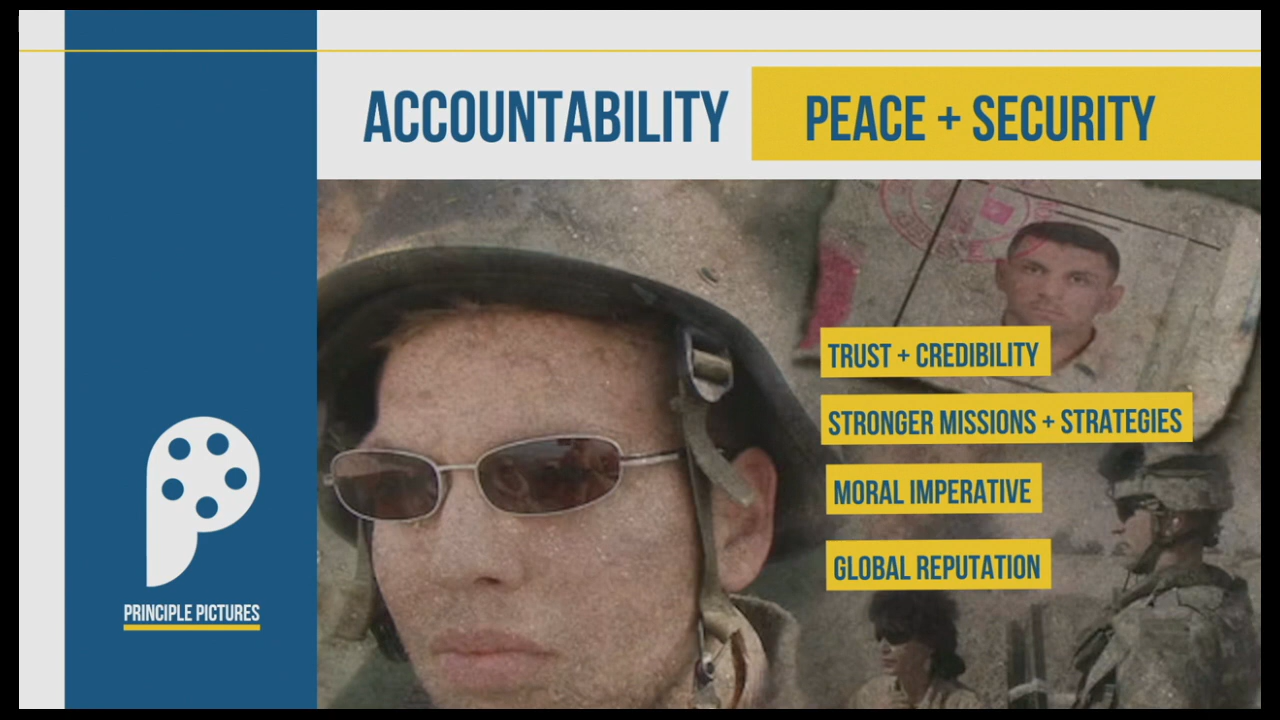 ACCOUNTABILITY
PEACE + SECURITY
TRUST + CREDIBILITY
STRONGER MISSIONS + STRATEGIES
MORAL IMPERATIVE
GLOBAL REPUTATION
PRINCIPLE PICTURES